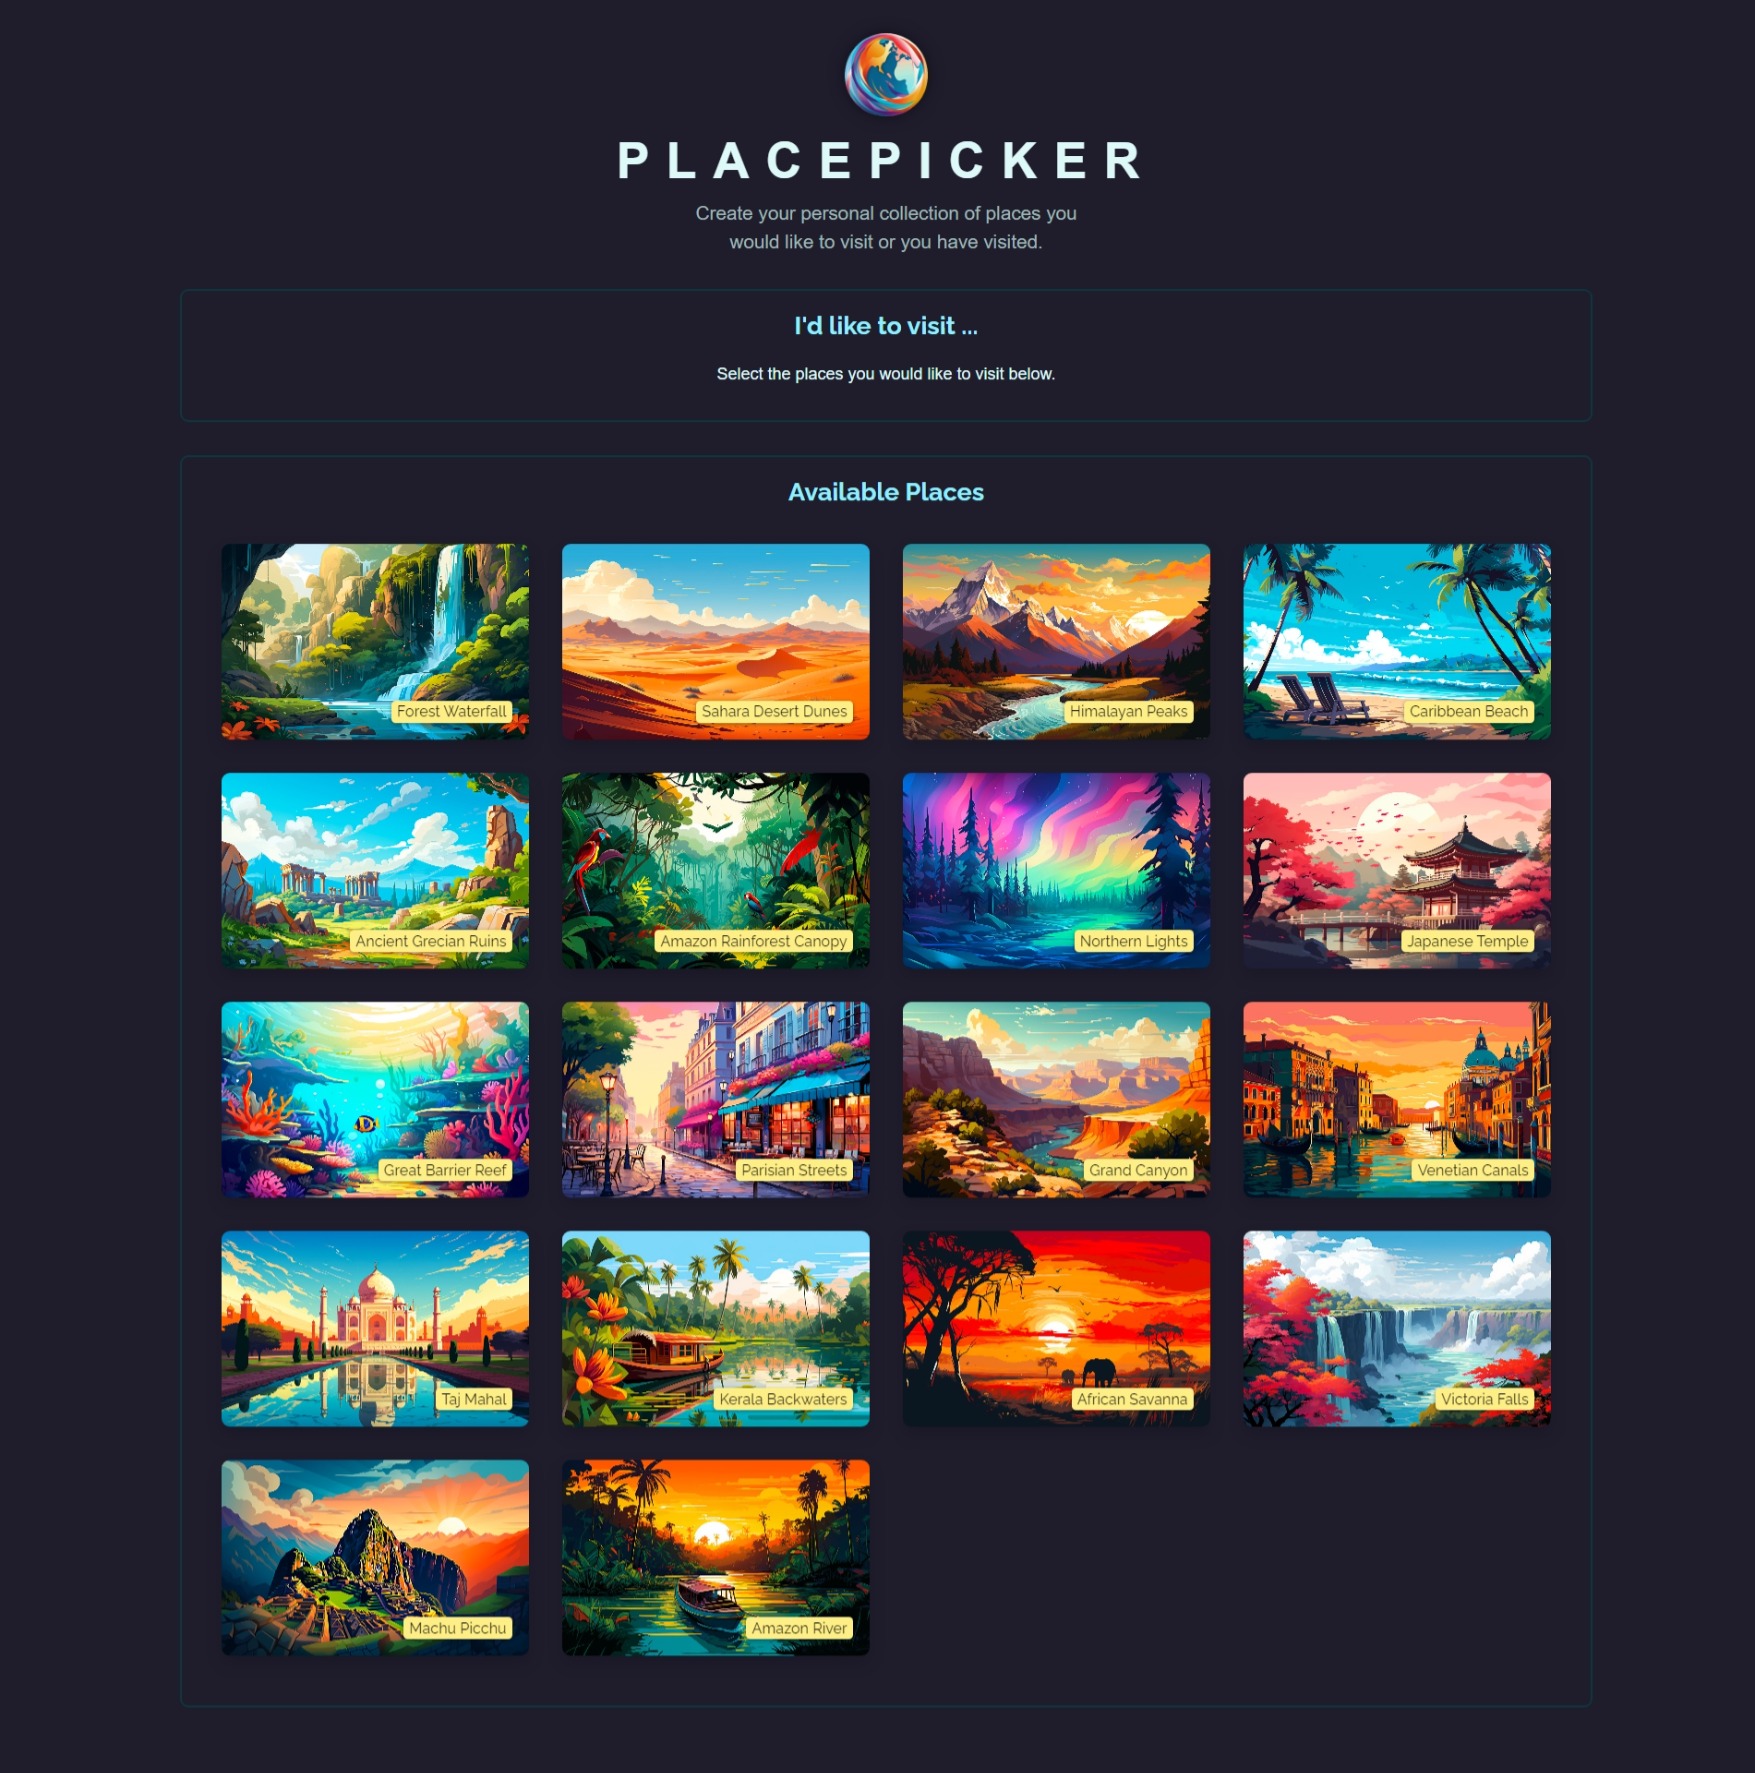 PLACEPICKER
Create your personal collection of places you
would like to visit or you have visited.
I'd like to visit ...
Select the places you would like to visit below.
Available Places
Forest Waterfall
Sahara Desert Dunes
Himalayan Peaks
Caribbean Beach
Ancient Grecian Ruins
Amazon Rainforest Canopy
Northern Lights
Japanese Temple
Great Barrier Reef
Parisian Streets
Grand Canyon
Venetian Canals
Taj Mahal
Kerala Backwaters
African Savanna
Victoria Falls
Machu Picchu
Amazon River